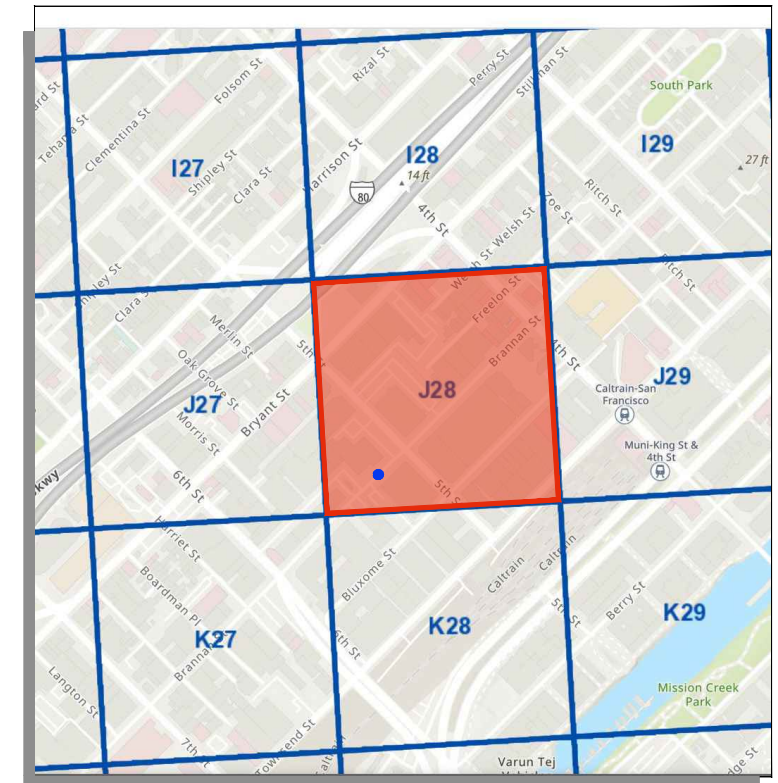 Perry St
Rizal St
Folsom St
Stillman St
South Park
Clementina St
Tehama St
I29
I28
Harrison St
27 ft
I27
Shipley St
14 ft
Clara St
80
Ritch St
Zoe St
4th St
Welsh St
Shipley St
Ritch St
Freelon St
Clara St
Merlin St
Brannan St
5th St
4th St
Oak Grove St
J29
J28
Caltrain-San
Francisco
J27
Bryant St
Morris St
Muni-King St &
4th St
6th St
5th St
Harriet St
Caltrain
Bluxome St
Caltrain
Boardman Pl
Berry St
5th St
K29
K28
K27
6th St
Mission Creek
Park
Langton St
Townsend St
7th St
Varun Tej